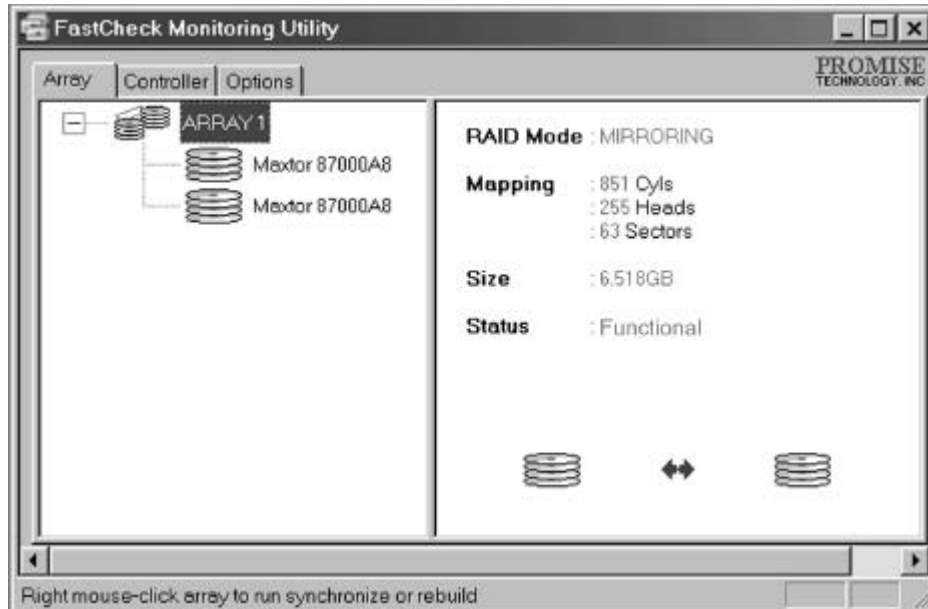 FastCheck Monitoring Utility
Array
Controller
Options
PROMISE
TECHNOLOGY, INC
ARRAY 1
Maxtor 87000A8
Maxtor 87000A8
RAID Mode : MIRRORING
Mapping : 851 Cyls
: 255 Heads
: 63 Sectors
Size : 6.518GB
Status : Functional
Right mouse-click array to run synchronize or rebuild